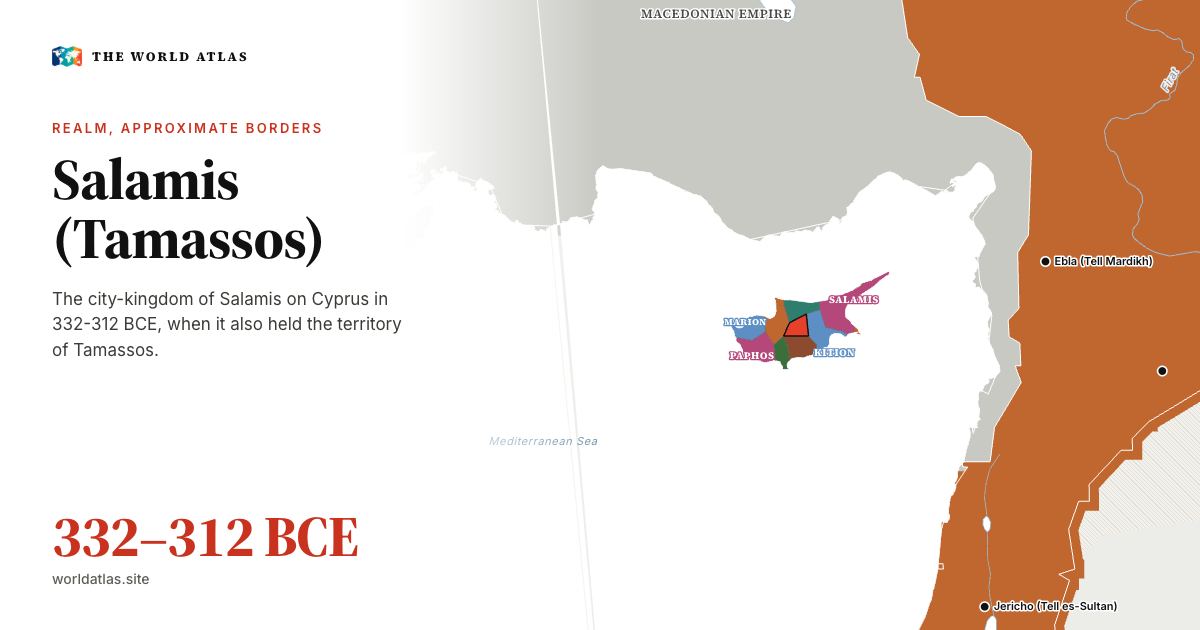 THE WORLD ATLAS
REALM, APPROXIMATE BORDERS
Salamis
(Tamassos)
The city-kingdom of Salamis on Cyprus in
332-312 BCE, when it also held the territory
of Tamassos.
332–312 BCE
worldatlas.site
MACEDONIAN EMPIRE
Fırat
Ebla (Tell Mardikh)
SALAMIS
MARION
PAPHOS
KITION
Mediterranean Sea
Jericho (Tell es-Sultan)